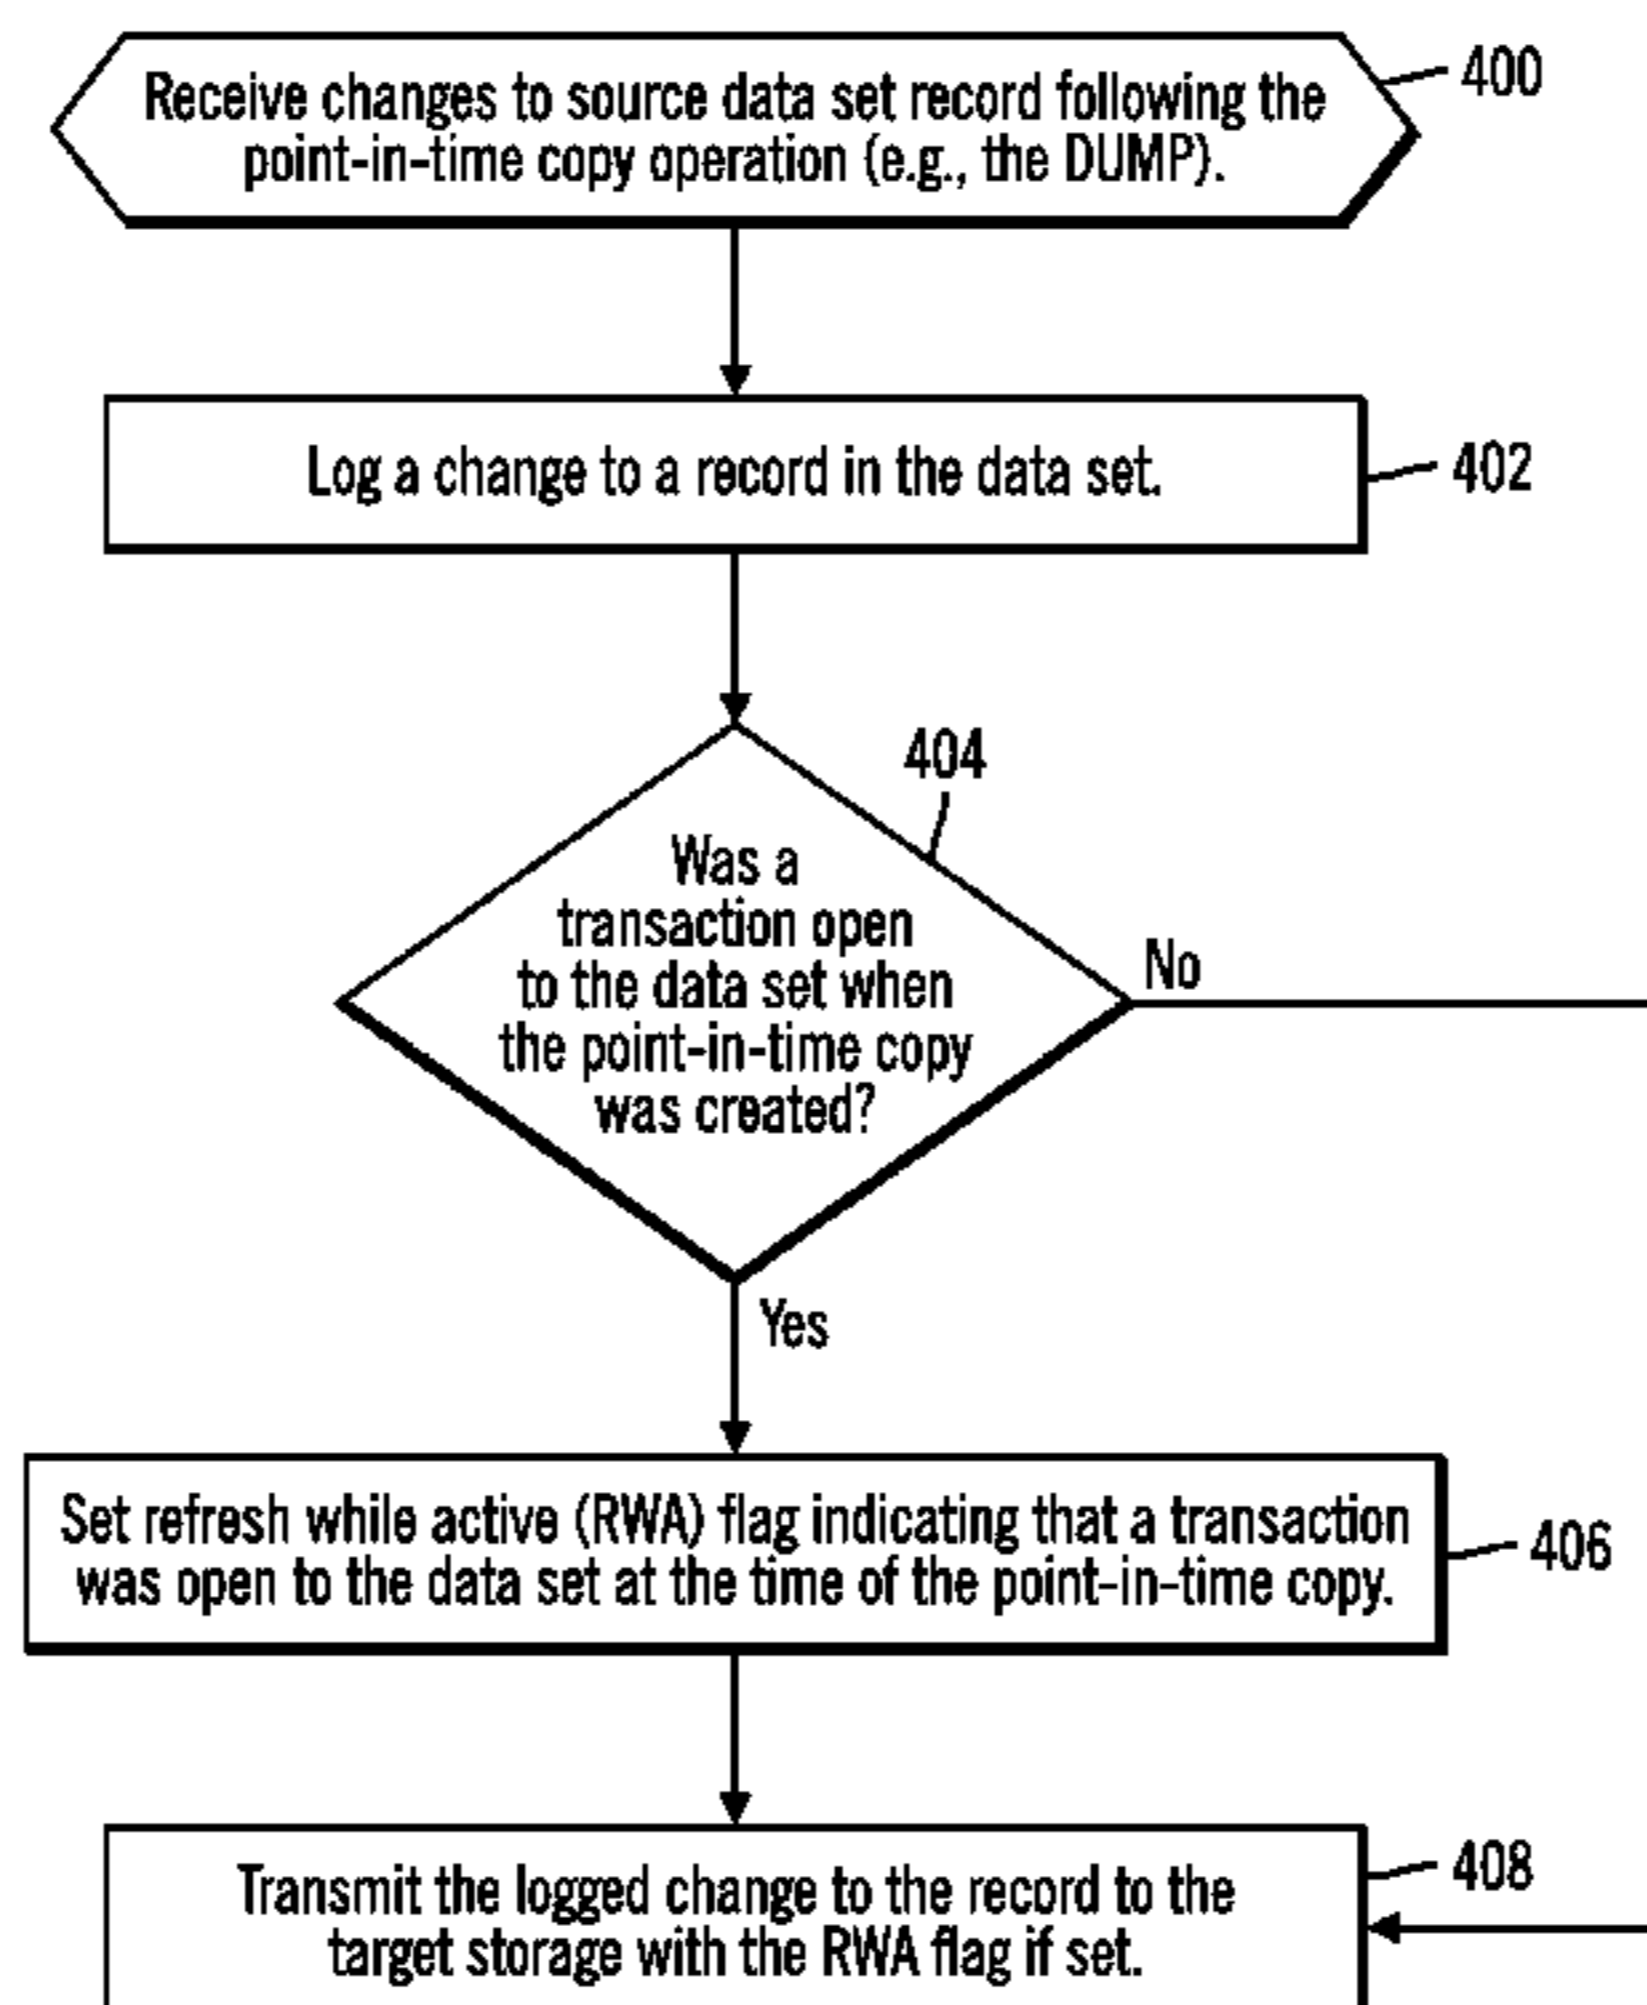 Receive changes to source data set record following the
point-in-time copy operation (e.g., the DUMP).
400
Log a change to a record in the data set.
402
404
Was a
transaction open
to the data set when
the point-in-time copy
was created?
No
Yes
Set refresh while active (RWA) flag indicating that a transaction
was open to the data set at the time of the point-in-time copy.
406
Transmit the logged change to the record to the
target storage with the RWA flag if set.
408